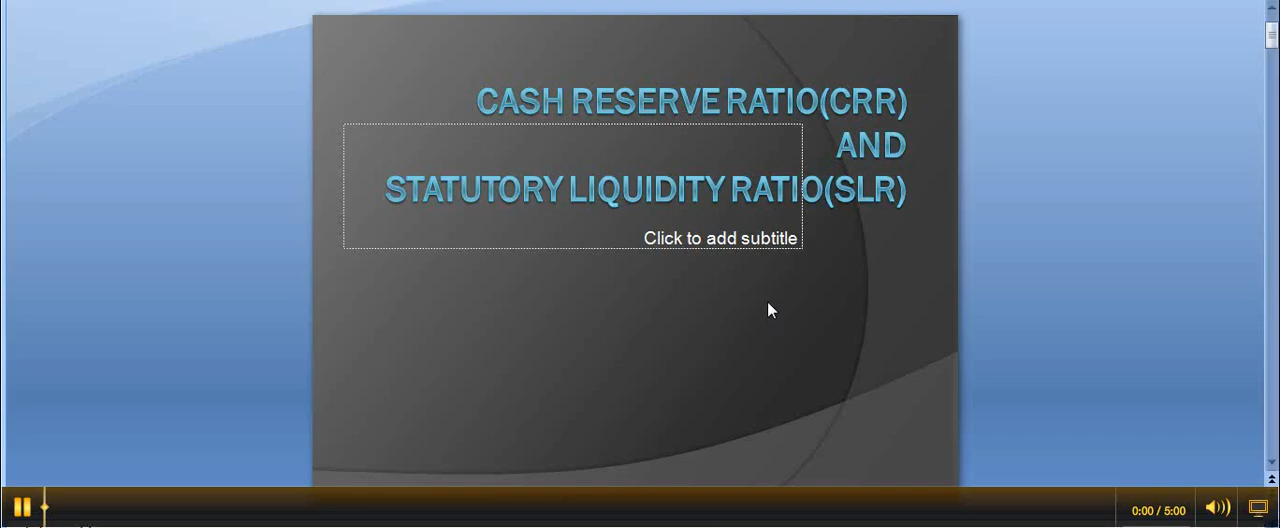 CASH RESERVE RATIO(CRR)
AND
STATUTORY LIQUIDITY RATIO(SLR)
Click to add subtitle
0:00 / 5:00